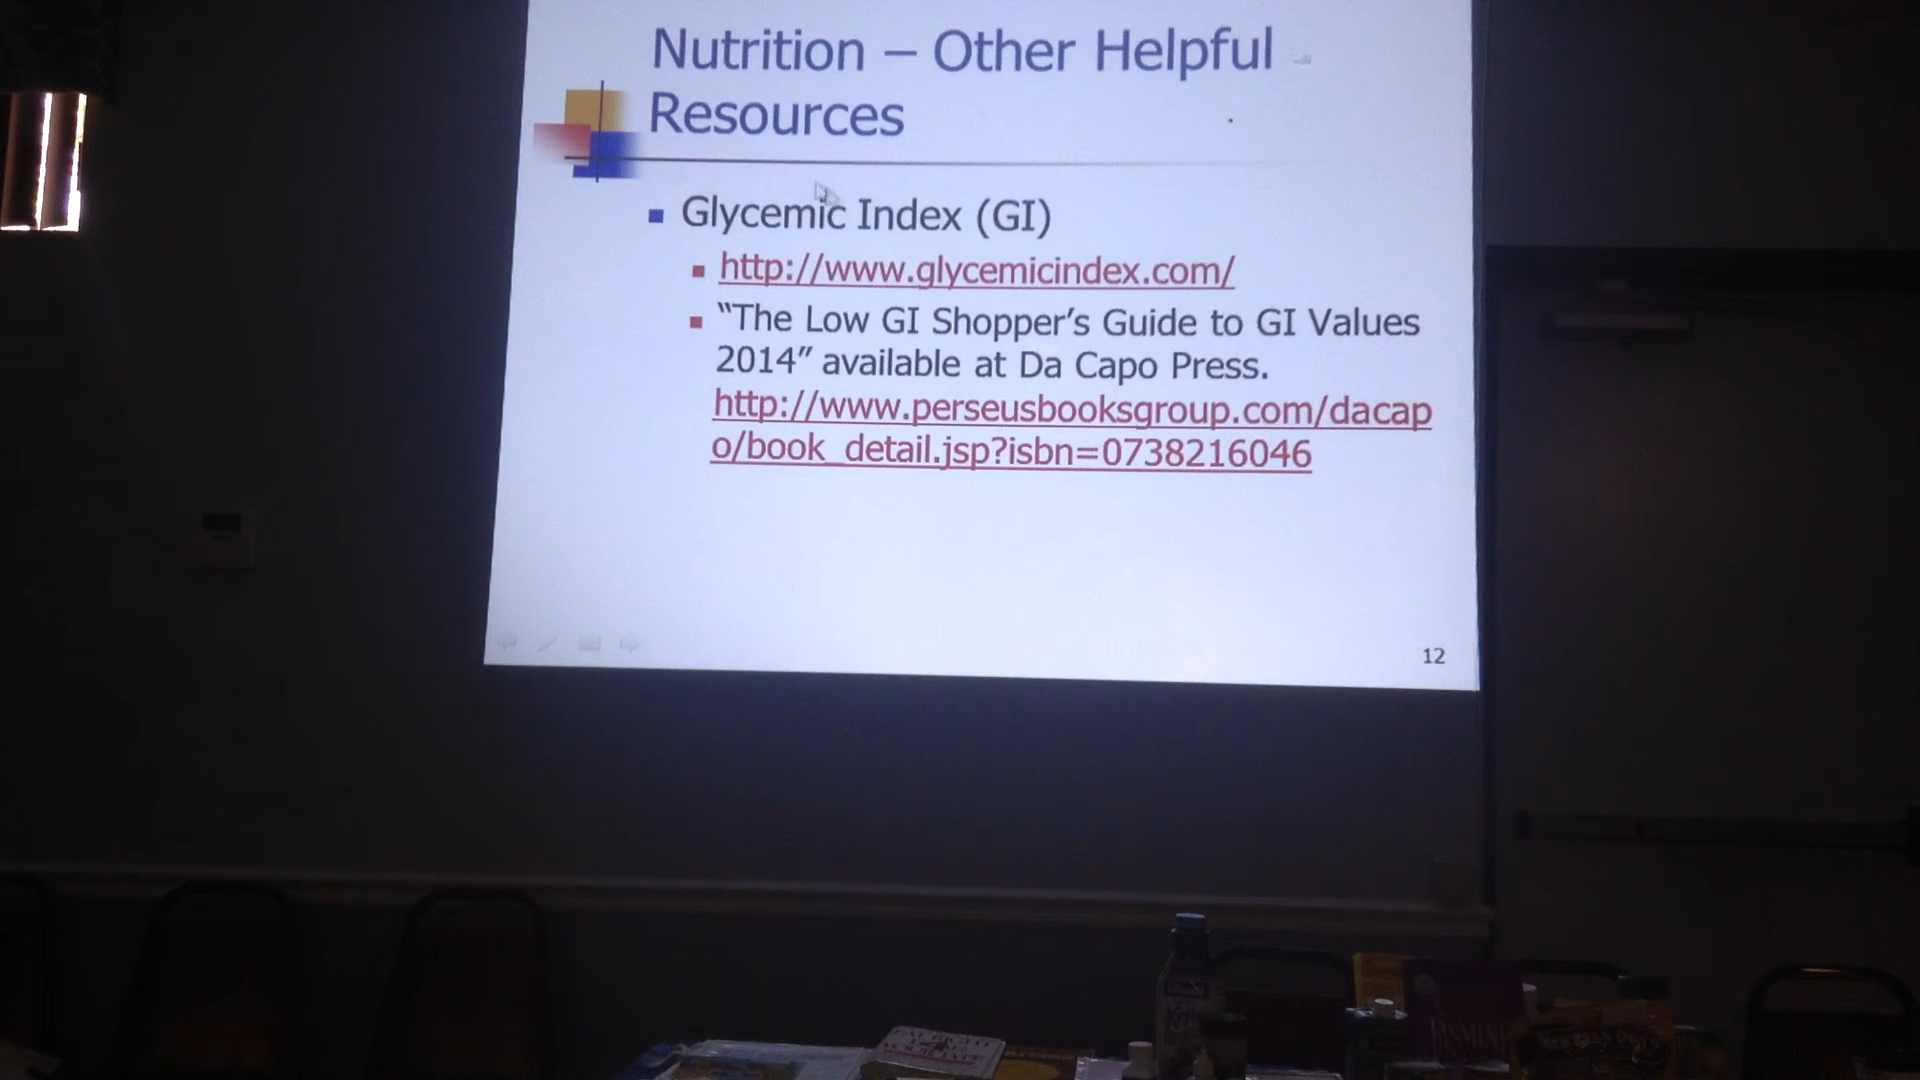 Nutrition – Other Helpful
Resources
Glycemic Index (GI)
http://www.glycemicindex.com/
“The Low GI Shopper’s Guide to GI Values
2014” available at Da Capo Press.
http://www.perseusbooksgroup.com/dacap
o/book_detail.jsp?isbn=0738216046
12
JASMINE